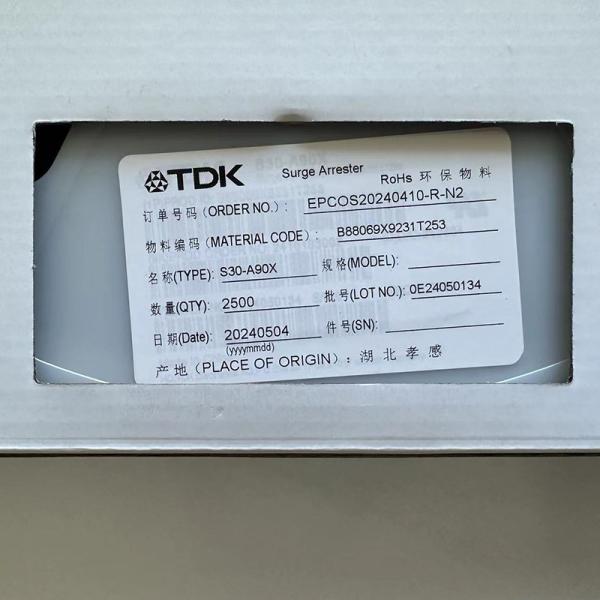 TDK Surge Arrester RoHs 环保物料
订单号码(ORDER NO.): EPCOS20240410-R-N2
物料编码(MATERIAL CODE): B88069X9231T253
名称(TYPE): S30-A90X 规格(MODEL):
数量(QTY): 2500 批号(LOT NO.): 0E24050134
日期(Date): 20240504 件号(SN):
(yyyymmdd)
产地(PLACE OF ORIGIN): 湖北孝感